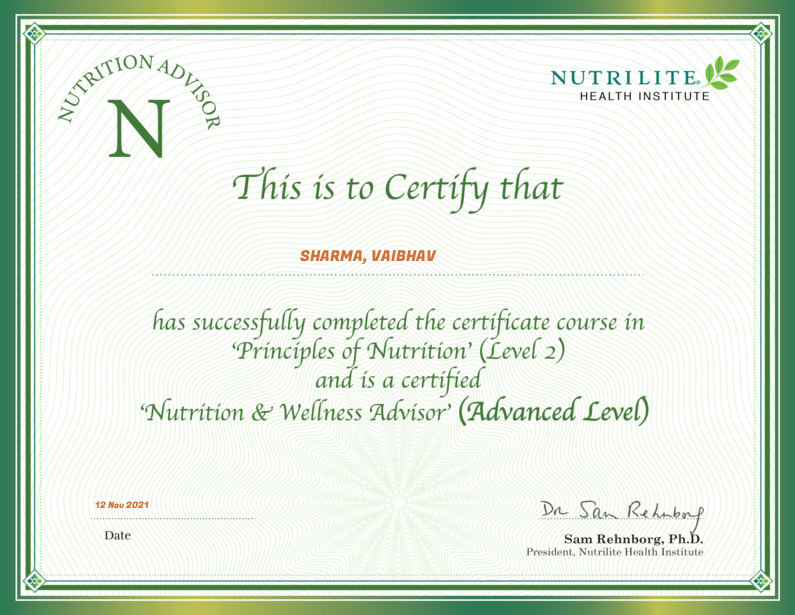 NUTRITION ADVISOR
N
NUTRILITE®
HEALTH INSTITUTE
This is to Certify that
SHARMA, VAIBHAV
has successfully completed the certificate course in
‘Principles of Nutrition’ (Level 2)
and is a certified
‘Nutrition & Wellness Advisor’ (Advanced Level)
12 Nov 2021
Date
Dr Sam Rehnborg
Sam Rehnborg, Ph.D.
President, Nutrilite Health Institute